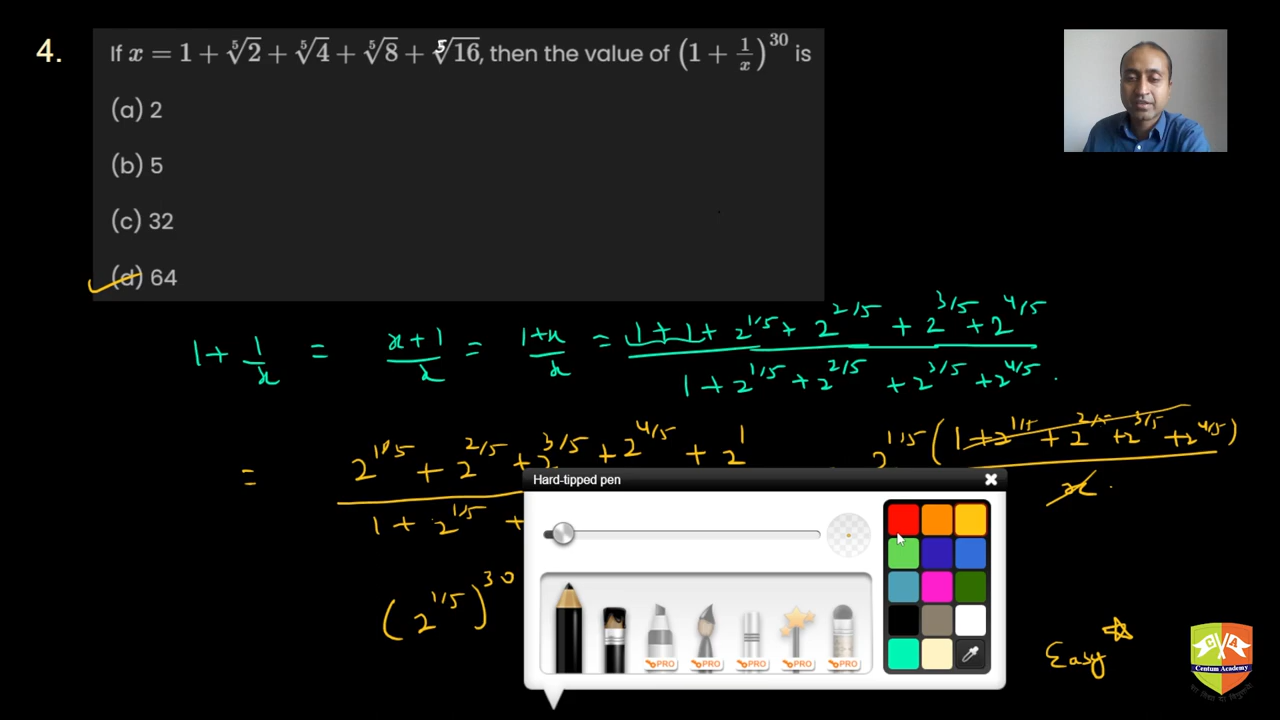 4. If x = 1 + ⁵√2 + ⁵√4 + ⁵√8 + ⁵√16, then the value of (1 + 1/x)^30 is
(a) 2
(b) 5
(c) 32
(d) 64
1 + 1/x = (x+1)/x = (1+x)/x = (1 + 1 + 2^1/5 + 2^2/5 + 2^3/5 + 2^4/5)/(1 + 2^1/5 + 2^2/5 + 2^3/5 + 2^4/5).
= 2^1/5 + 2^2/5 + 2^3/5 + 2^4/5 + 2^1 2^1/5 (1 + 2^1/5 + 2^2/5 + 2^3/5 + 2^4/5)
1 + 2^1/5 + x.
Hard-tipped pen
(2^1/5)^30
PRO PRO PRO PRO PRO
Easy
CA
Centum Academy